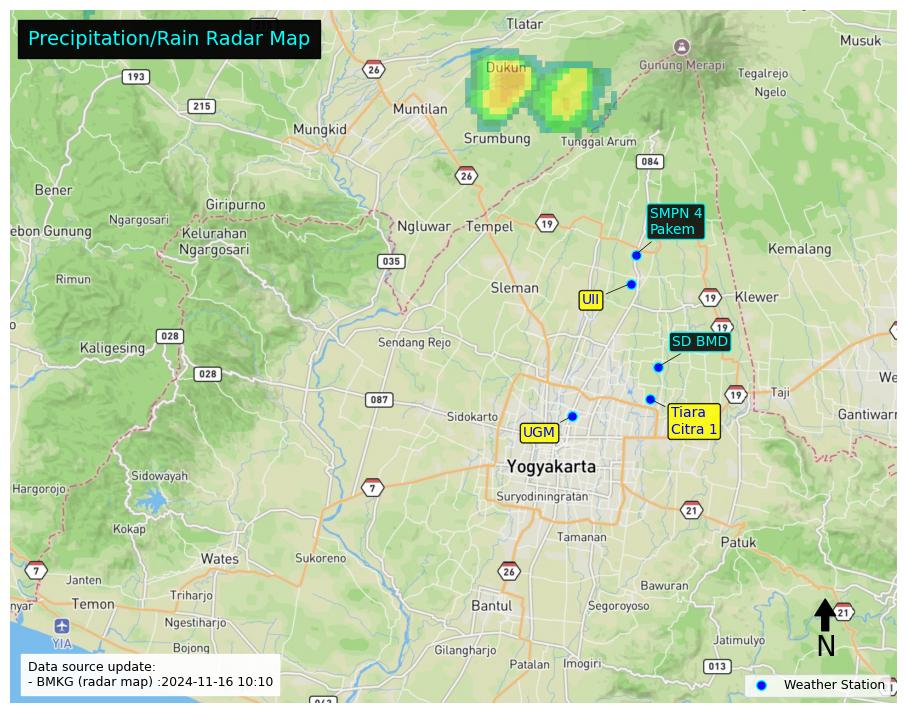 Precipitation/Rain Radar Map
Tlatar
Musuk
26
Dukun
Gunung Merapi
193
Tegalrejo
215
Muntilan
Ngelo
Mungkid
Srumbung
Tunggal Arum
084
26
Bener
Giripurno
SMPN 4
Pakem
Ngargosari
Ngluwar
Tempel
19
ebon Gunung
Kelurahan
Ngargosari
Kemalang
035
Rimun
Sleman
UII
19
Klewer
19
028
Sendang Rejo
SD BMD
Kaligesing
028
We
087
19
Taji
Sidokarto
Tiara
Citra 1
Gantiwarn
UGM
Yogyakarta
Sidowayah
Hargorojo
7
Suryodiningratan
21
Kokap
Tamanan
Patuk
Wates
Sukoreno
7
26
Janten
Bawuran
Triharjo
nyar
Temon
Bantul
Segoroyoso
21
Ngestiharjo
YIA
Jatimulyo
N
Bojong
Gilangharjo
Patalan
Imogiri
013
Data source update:
- BMKG (radar map) :2024-11-16 10:10
Weather Station